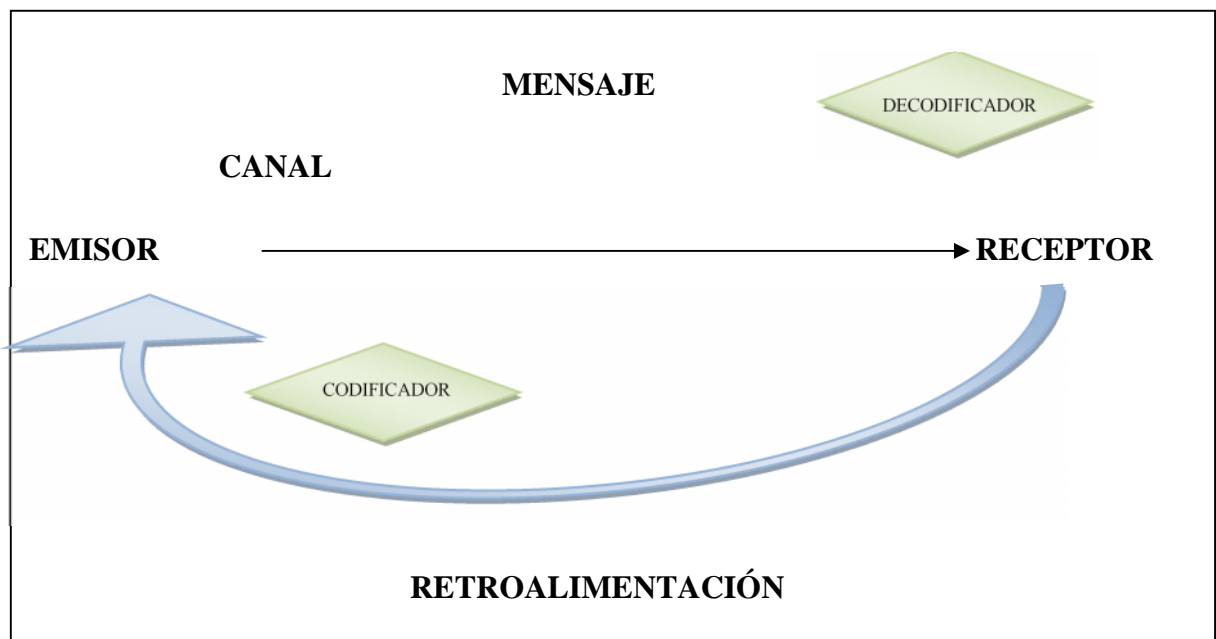 MENSAJE
DECODIFICADOR
CANAL
EMISOR
RECEPTOR
CODIFICADOR
RETROALIMENTACIÓN